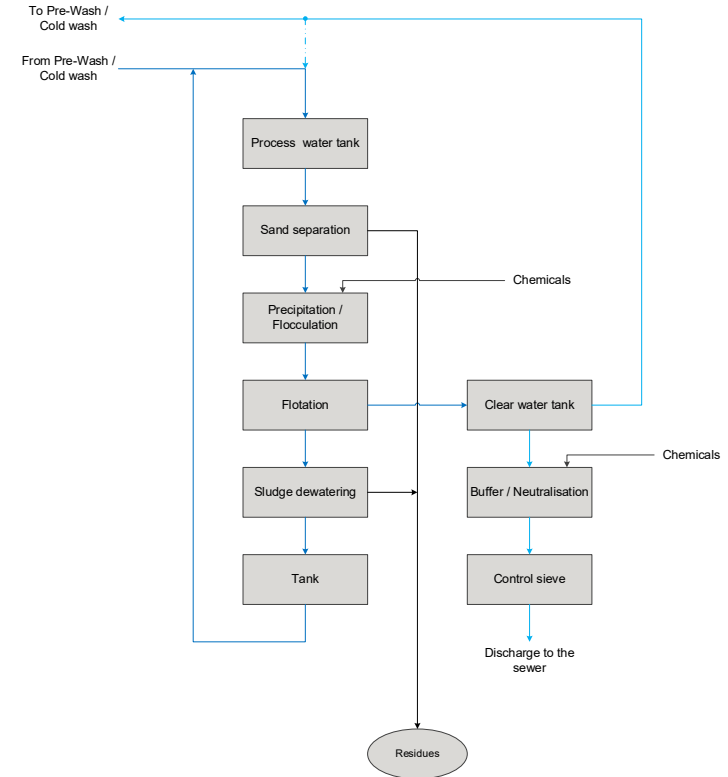 To Pre-Wash /
Cold wash
From Pre-Wash /
Cold wash
Process water tank
Sand separation
Chemicals
Precipitation /
Flocculation
Flotation
Clear water tank
Chemicals
Sludge dewatering
Buffer / Neutralisation
Tank
Control sieve
Discharge to the
sewer
Residues